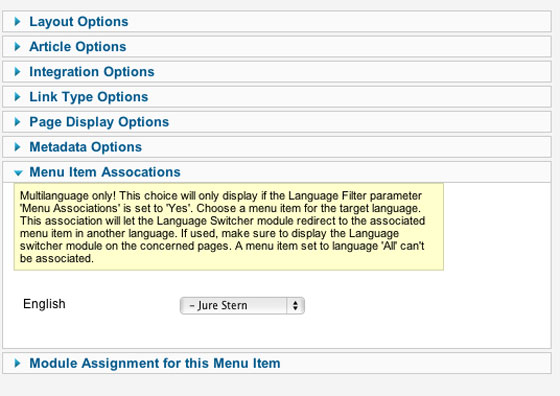 Layout Options
Article Options
Integration Options
Link Type Options
Page Display Options
Metadata Options
Menu Item Assocations
Multilanguage only! This choice will only display if the Language Filter parameter
'Menu Associations' is set to 'Yes'. Choose a menu item for the target language.
This association will let the Language Switcher module redirect to the associated
menu item in another language. If used, make sure to display the Language
switcher module on the concerned pages. A menu item set to language 'All' can't
be associated.
English – Jure Stern
Module Assignment for this Menu Item